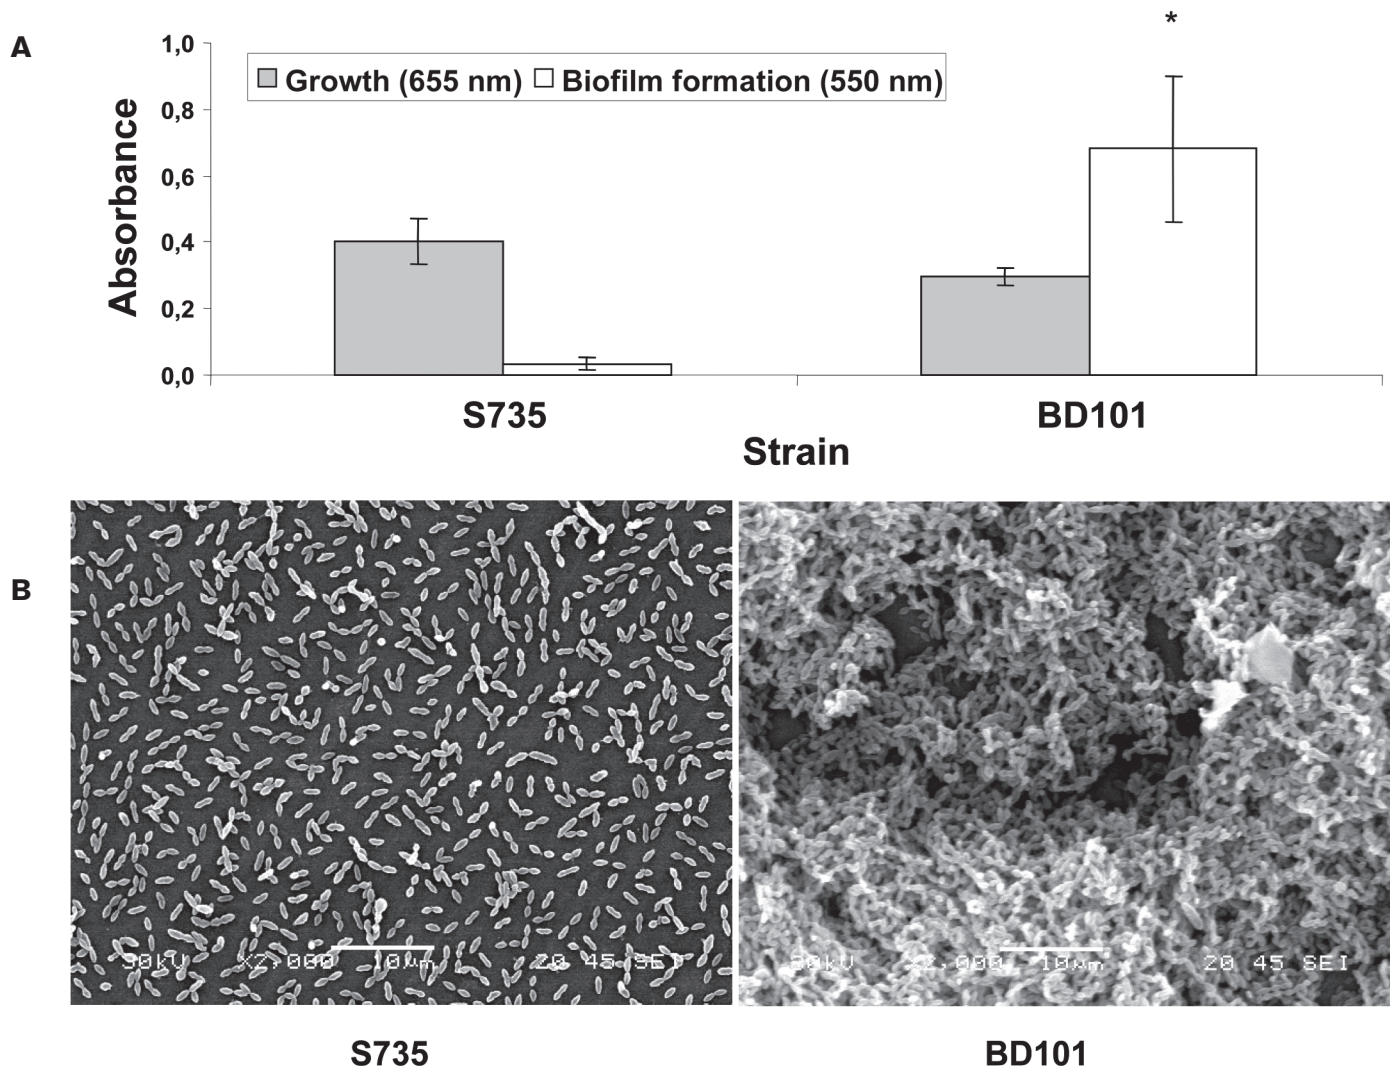 A
*
1,0
Growth (655 nm) Biofilm formation (550 nm)
0,8
0,6
0,4
0,2
0,0
Absorbance
S735 BD101
Strain
B
30kV X2,000 10µm 20 45 SEI
30kV X2,000 10µm 20 45 SEI
S735 BD101